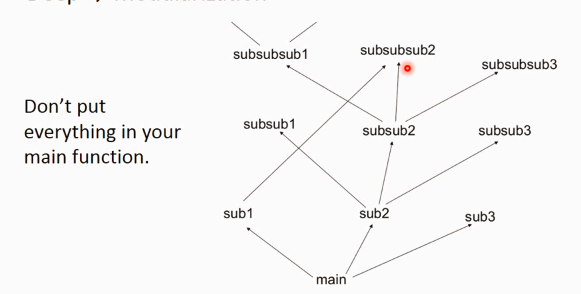 subsubsub1
subsubsub2
subsubsub3
Don't put
everything in your
main function.
subsub1
subsub2
subsub3
sub1
sub2
sub3
main